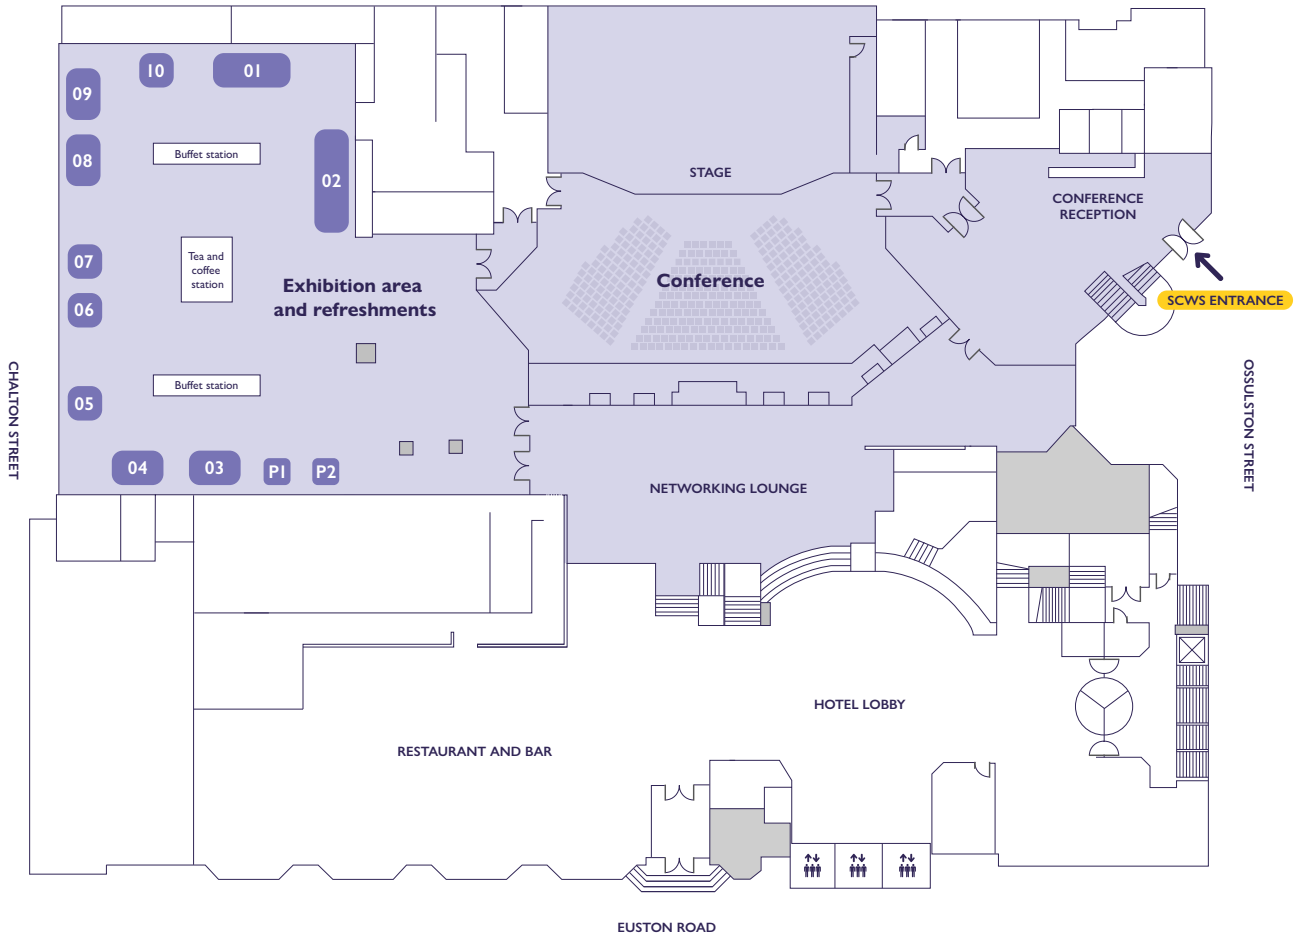 10
01
09
08
02
Buffet station
STAGE
CONFERENCE
RECEPTION
07
06
Tea and
coffee
station
Exhibition area
and refreshments
Conference
SCWS ENTRANCE
CHALTON STREET
OSSULSTON STREET
Buffet station
05
04
03
P1
P2
NETWORKING LOUNGE
HOTEL LOBBY
RESTAURANT AND BAR
EUSTON ROAD